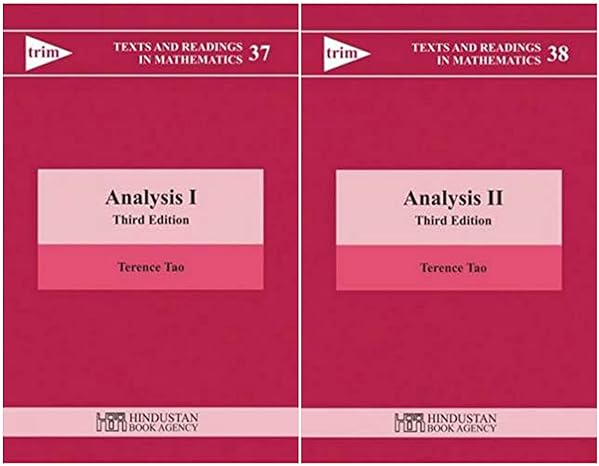 trim
TEXTS AND READINGS
IN MATHEMATICS 37
Analysis I
Third Edition
Terence Tao
HINDUSTAN
BOOK AGENCY
trim
TEXTS AND READINGS
IN MATHEMATICS 38
Analysis II
Third Edition
Terence Tao
HINDUSTAN
BOOK AGENCY